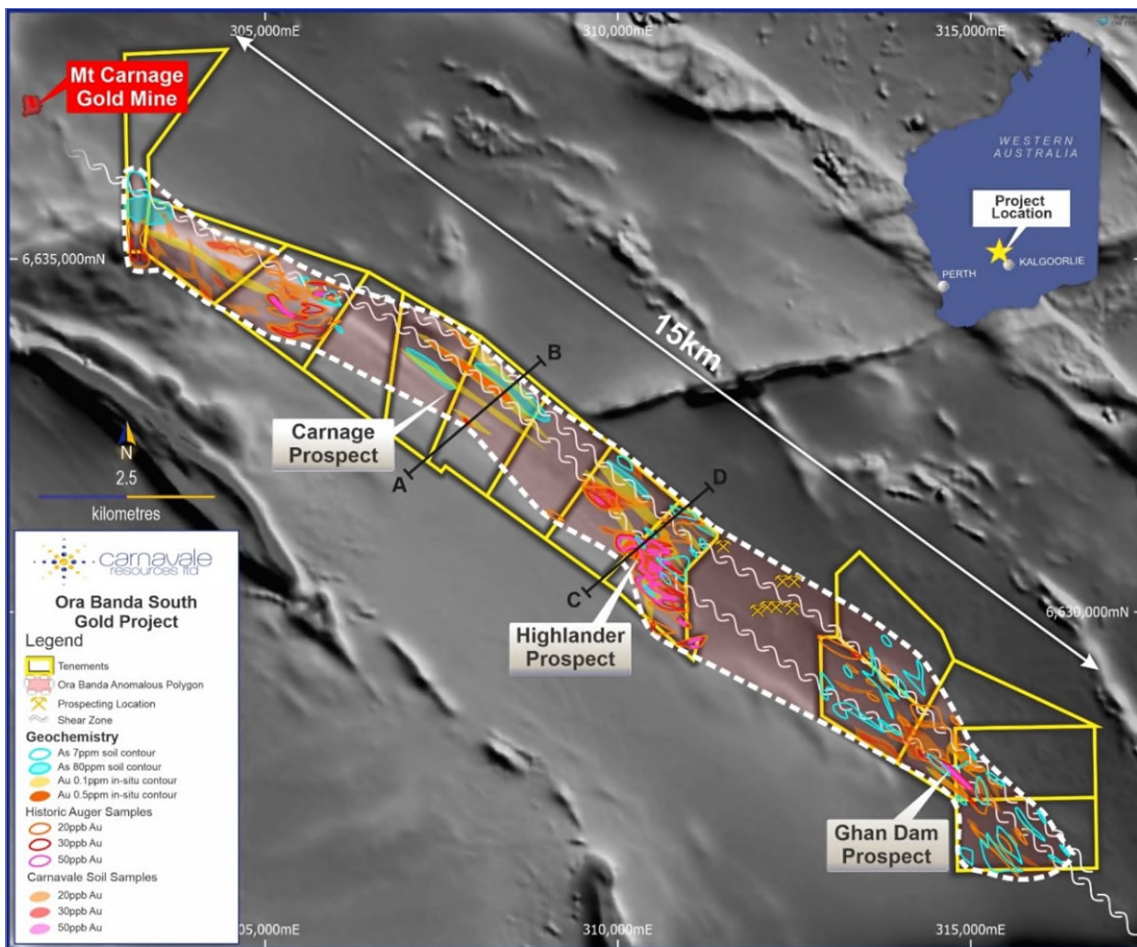 305,000mE
310,000mE
315,000mE
Mt Carnage
Gold Mine
WESTERN
AUSTRALIA
Project
Location
KALGOORLIE
PERTH
6,635,000mN
15km
B
Carnage
Prospect
A
N
2.5
kilometres
D
C
Highlander
Prospect
6,630,000mN
Ghan Dam
Prospect
carnavale
resources ltd
Ora Banda South
Gold Project
Legend
Tenements
Ora Banda Anomalous Polygon
Prospecting Location
Shear Zone
Geochemistry
As 7ppm soil contour
As 80ppm soil contour
Au 0.1ppm in-situ contour
Au 0.5ppm in-situ contour
Historic Auger Samples
20ppb Au
30ppb Au
50ppb Au
Carnavale Soil Samples
20ppb Au
30ppb Au
50ppb Au
305,000mE
310,000mE
315,000mE